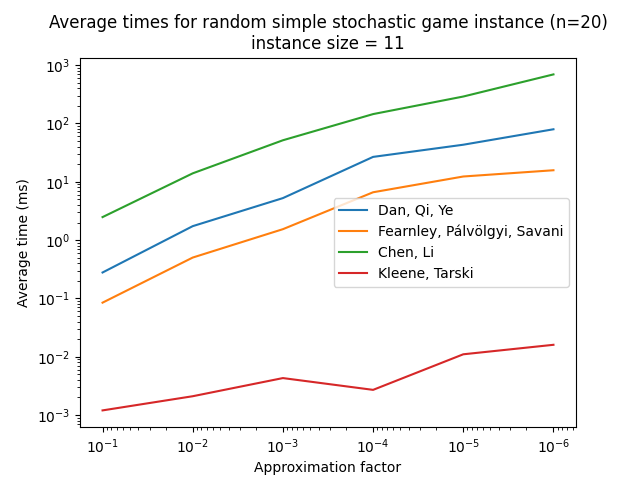 Average times for random simple stochastic game instance (n=20)
instance size = 11
Average time (ms)
10³
10²
10¹
10⁰
10⁻¹
10⁻²
10⁻³
Dan, Qi, Ye
Fearnley, Pálvölgyi, Savani
Chen, Li
Kleene, Tarski
10⁻¹ 10⁻² 10⁻³ 10⁻⁴ 10⁻⁵ 10⁻⁶
Approximation factor